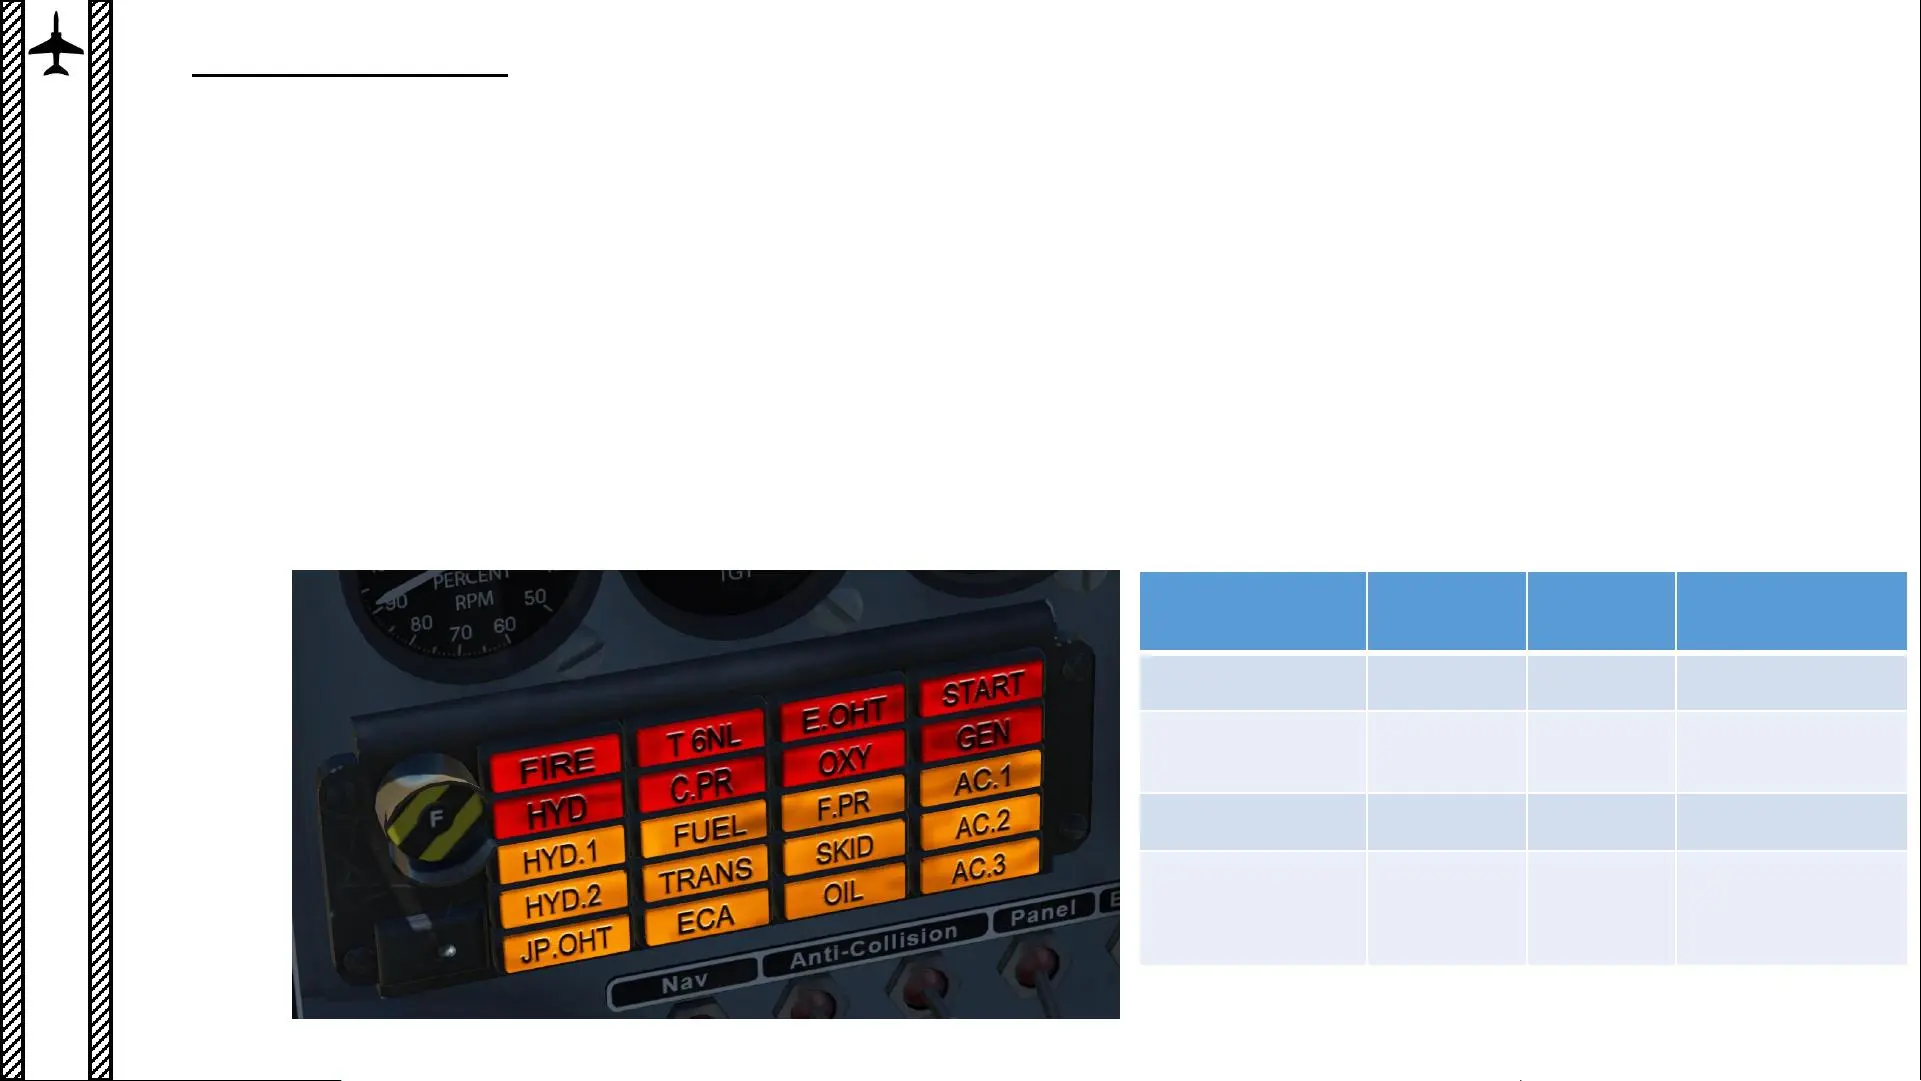 PERCENT
TGT
RPM
90
50
80
60
70
FIRE
T 6NL
E.OHT
START
HYD
C.PR
OXY
GEN
HYD.1
FUEL
F.PR
AC.1
HYD.2
TRANS
SKID
AC.2
JP.OHT
ECA
OIL
AC.3
F
Nav
Anti-Collision
Panel